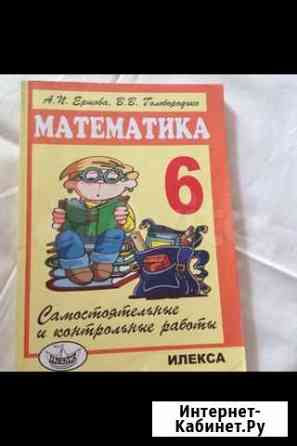 А.П. Ершова, В.В. Голобородько
МАТЕМАТИКА
6
Самостоятельные
и контрольные работы
ИЛЕКСА
Интернет-
Кабинет.Ру